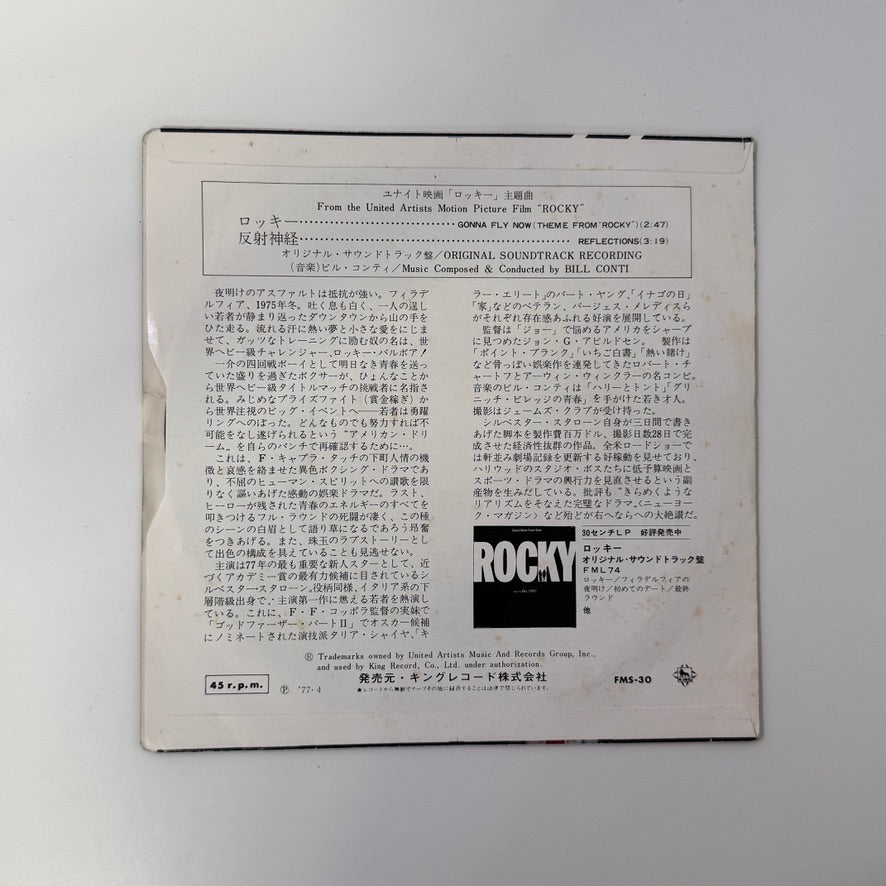 ユナイト映画「ロッキー」主題曲
From the United Artists Motion Picture Film "ROCKY"
ロッキー‥‥‥‥‥‥‥‥‥‥GONNA FLY NOW (THEME FROM "ROCKY") (2:47)
反射神経‥‥‥‥‥‥‥‥‥‥‥‥‥‥‥‥REFLECTIONS (3:19)
オリジナル・サウンドトラック盤/ORIGINAL SOUNDTRACK RECORDING
(音楽)ビル・コンティ/Music Composed & Conducted by BILL CONTI
夜明けのアスファルトは抵抗が強い。フィラデ
ルフィア、1975年冬。吐く息も白く、一人の逞し
い若者が静まり返ったダウンタウンから山の手を
ひた走る。流れる汗に熱い夢と小さな愛をにじま
せて、ガッツなトレーニングに励む奴の名は、世
界ヘビー級チャレンジャー、ロッキー・バルボア!
一介の四回戦ボーイとして明日なき青春を送っ
ていた盛りを過ぎたボクサーが、ひょんなことか
ら世界ヘビー級タイトルマッチの挑戦者に名指さ
れる。みじめなプライズファイト(賞金稼ぎ)か
ら世界注視のビッグ・イベントへ──若者は勇躍
リングへのぼった。どんなものでも努力すれば不
可能をなし遂げられるという"アメリカン・ドリ
ーム"を自らのパンチで再確認するために…。
これは、F・キャプラ・タッチの下町人情の機
微と哀感を絡ませた異色ボクシング・ドラマであ
り、不屈のヒューマン・スピリットへの讃歌を限
りなく謳いあげた感動の娯楽ドラマだ。ラスト、
ヒーローが残された青春のエネルギーのすべてを
叩きつけるフル・ラウンドの死闘が凄く、この種
のシーンの白眉として語り草になるであろう昂奮
をつきあげる。また、珠玉のラブストーリーとし
て出色の構成を具えていることも見逃せない。
主演は77年の最も重要な新人スターとして、近
づくアカデミー賞の最有力候補に目されているシ
ルベスター・スタローン。役柄同様、イタリア系の下
層階級出身で、主演第一作に燃える若者を熱演し
ている。これに、F・F・コッポラ監督の実妹で
「ゴッドファーザー・パートⅡ」でオスカー候補
にノミネートされた演技派タリア・シャイヤ、「キ
ラー・エリート」のバート・ヤング、「イナゴの日」
「家」などのベテラン、バージェス・メレディスら
がそれぞれ存在感あふれる好演を展開している。
監督は「ジョー」で悩めるアメリカをシャープ
に見つめたジョン・G・アビルドセン。製作は
「ポイント・ブランク」「いちご白書」「熱い賭け」
など骨っぽい娯楽作を連発してきたロバート・チ
ャートフとアーウィン・ウィンクラーの名コンビ。
音楽のビル・コンティは「ハリーとトント」「グリ
ニッチ・ビレッジの青春」を手がけた若き才人。
撮影はジェームズ・クラブが受け持った。
シルベスター・スタローン自身が三日間で書き
あげた脚本を製作費百万ドル、撮影日数28日で完
成させた経済性抜群の作品。全米ロードショーで
は軒並み劇場記録を更新する好稼動を見せており、
ハリウッドのスタジオ・ボスたちに低予算映画と
スポーツ・ドラマの興行力を見直させるという副
産物を生みだしている。批評も"きらめくような
リアリズムをそなえた完璧なドラマ。〈ニューヨー
ク・マガジン〉など殆どが右へならへの大絶讃だ。
ROCKY
30センチLP 好評発売中
ロッキー
オリジナル・サウンドトラック盤
FML74
ロッキー/フィラデルフィアの
夜明け/初めてのデート/最終
ラウンド
他
Ⓡ Trademarks owned by United Artists Music And Records Group, Inc.,
and used by King Record, Co., Ltd. under authorization.
45 r.p.m.
Ⓟ '77・4
発売元・キングレコード株式会社
★レコードから無断でテープその他に録音することは法律で禁じられています。
FMS-30